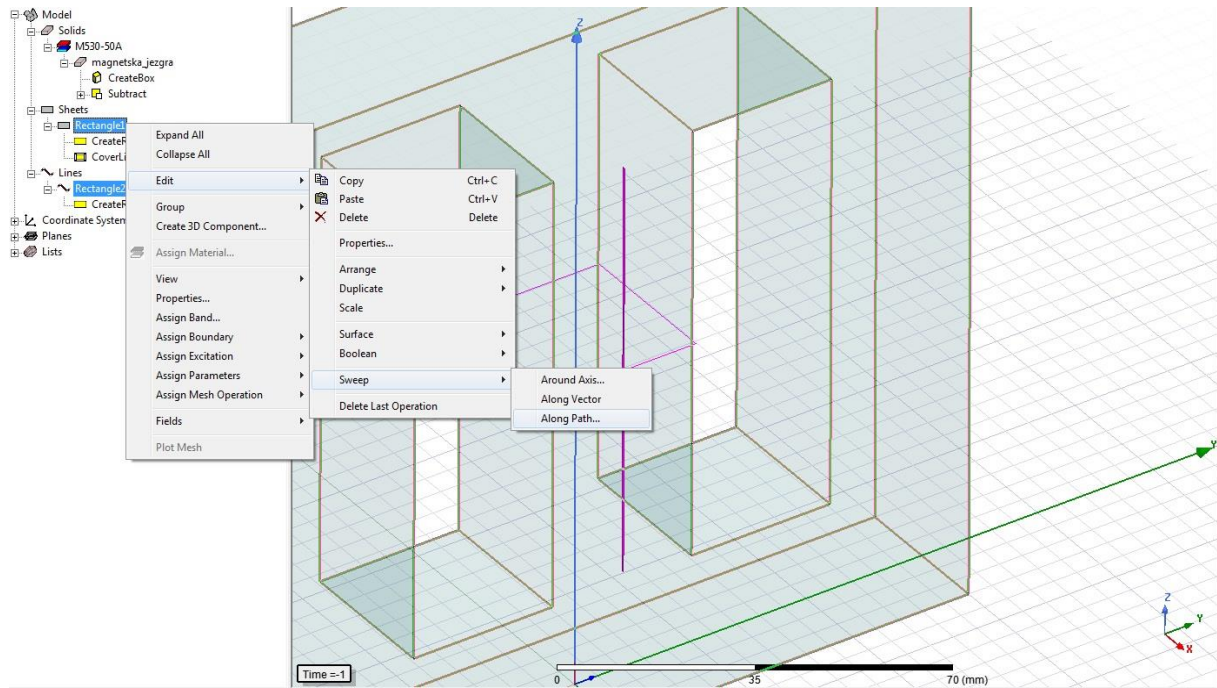 Model
Solids
M530-50A
magnetska_jezgra
CreateBox
Subtract
Sheets
Rectangle1
CreateR
CoverLi
Lines
Rectangle2
CreateR
Coordinate System
Planes
Lists
Expand All
Collapse All
Edit
Group
Create 3D Component...
Assign Material...
View
Properties...
Assign Band...
Assign Boundary
Assign Excitation
Assign Parameters
Assign Mesh Operation
Fields
Plot Mesh
Copy Ctrl+C
Paste Ctrl+V
Delete Delete
Properties...
Arrange
Duplicate
Scale
Surface
Boolean
Sweep
Delete Last Operation
Around Axis...
Along Vector
Along Path...
Z
Y
Z
Y
X
Time =-1
0 35 70 (mm)